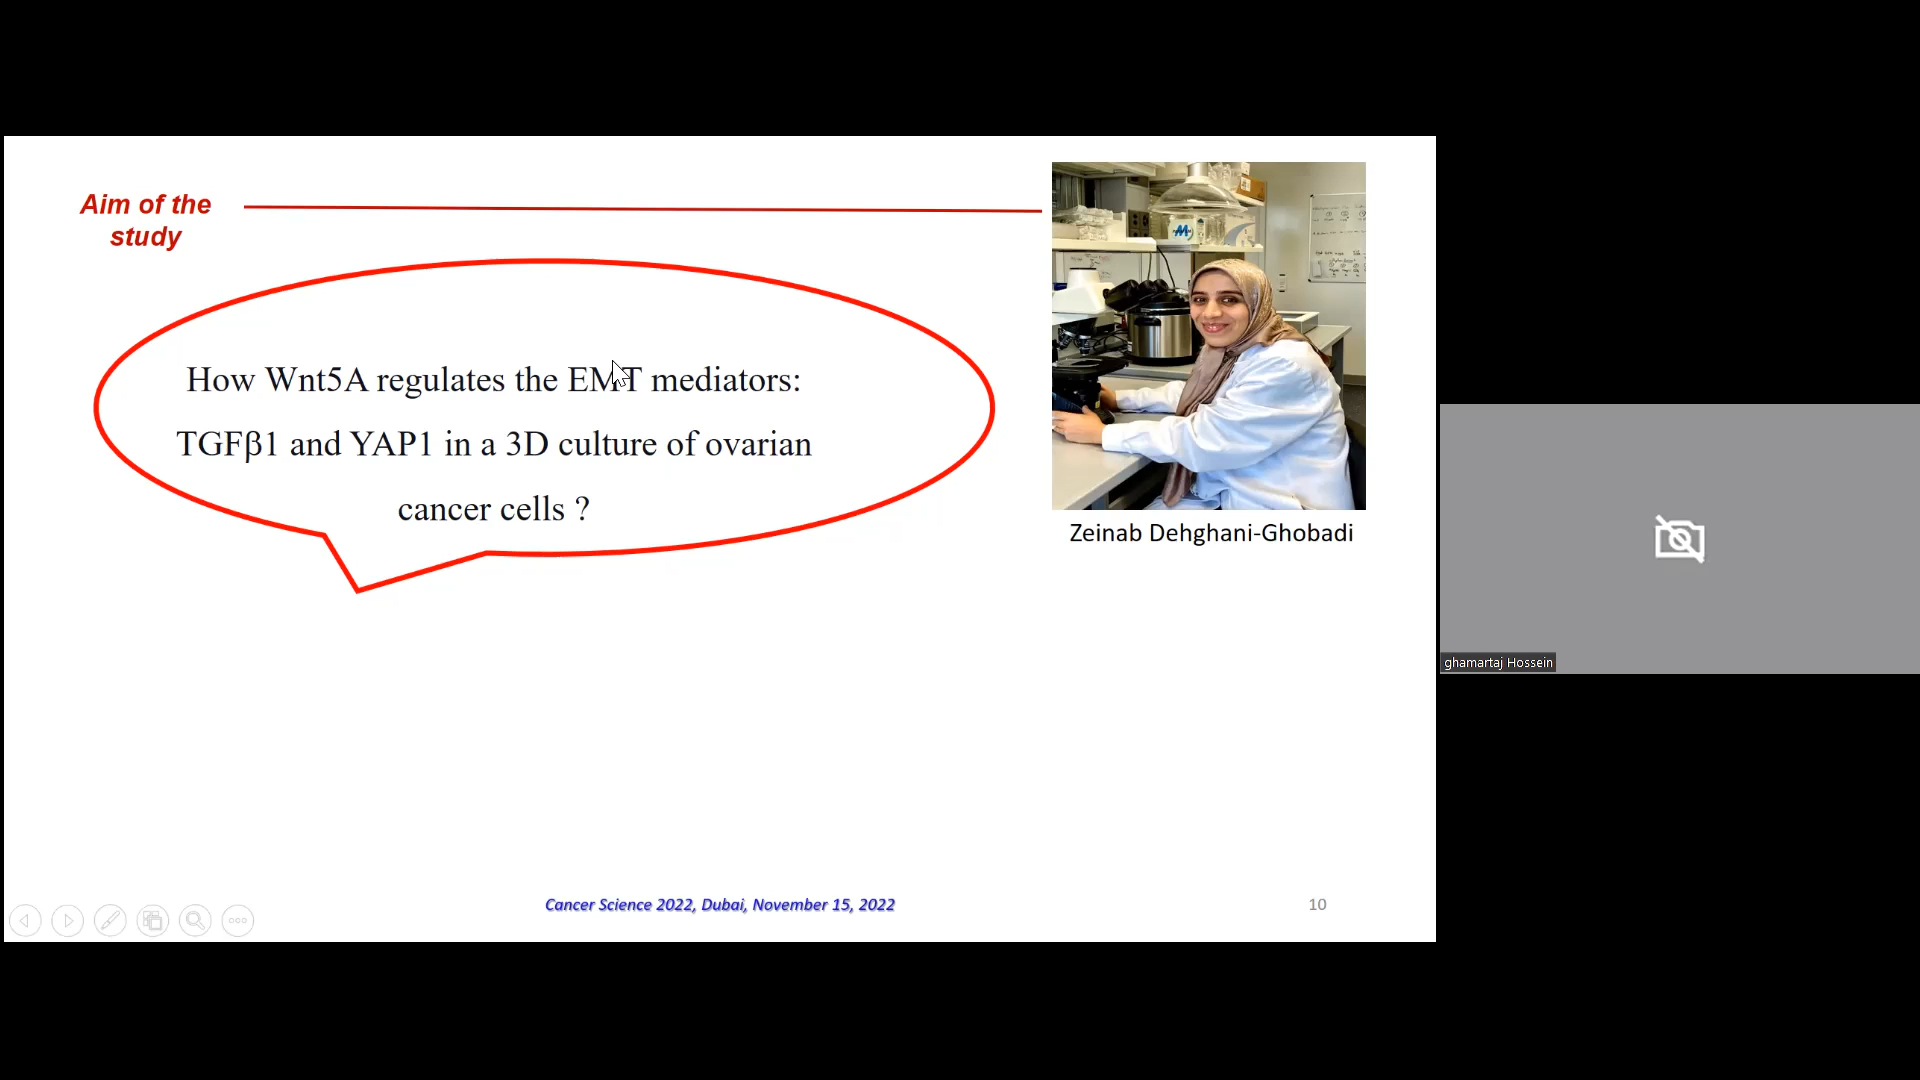 Aim of the
study
How Wnt5A regulates the EMT mediators:
TGFβ1 and YAP1 in a 3D culture of ovarian
cancer cells ?
Zeinab Dehghani-Ghobadi
ghamartaj Hossein
Cancer Science 2022, Dubai, November 15, 2022
10